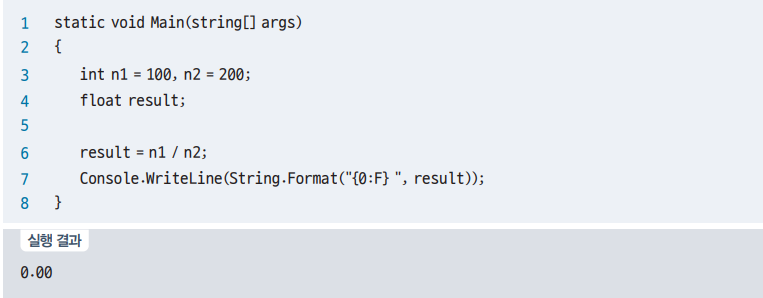 1 static void Main(string[] args)
2 {
3 int n1 = 100, n2 = 200;
4 float result;
5
6 result = n1 / n2;
7 Console.WriteLine(String.Format("{0:F} ", result));
8 }
실행 결과
0.00